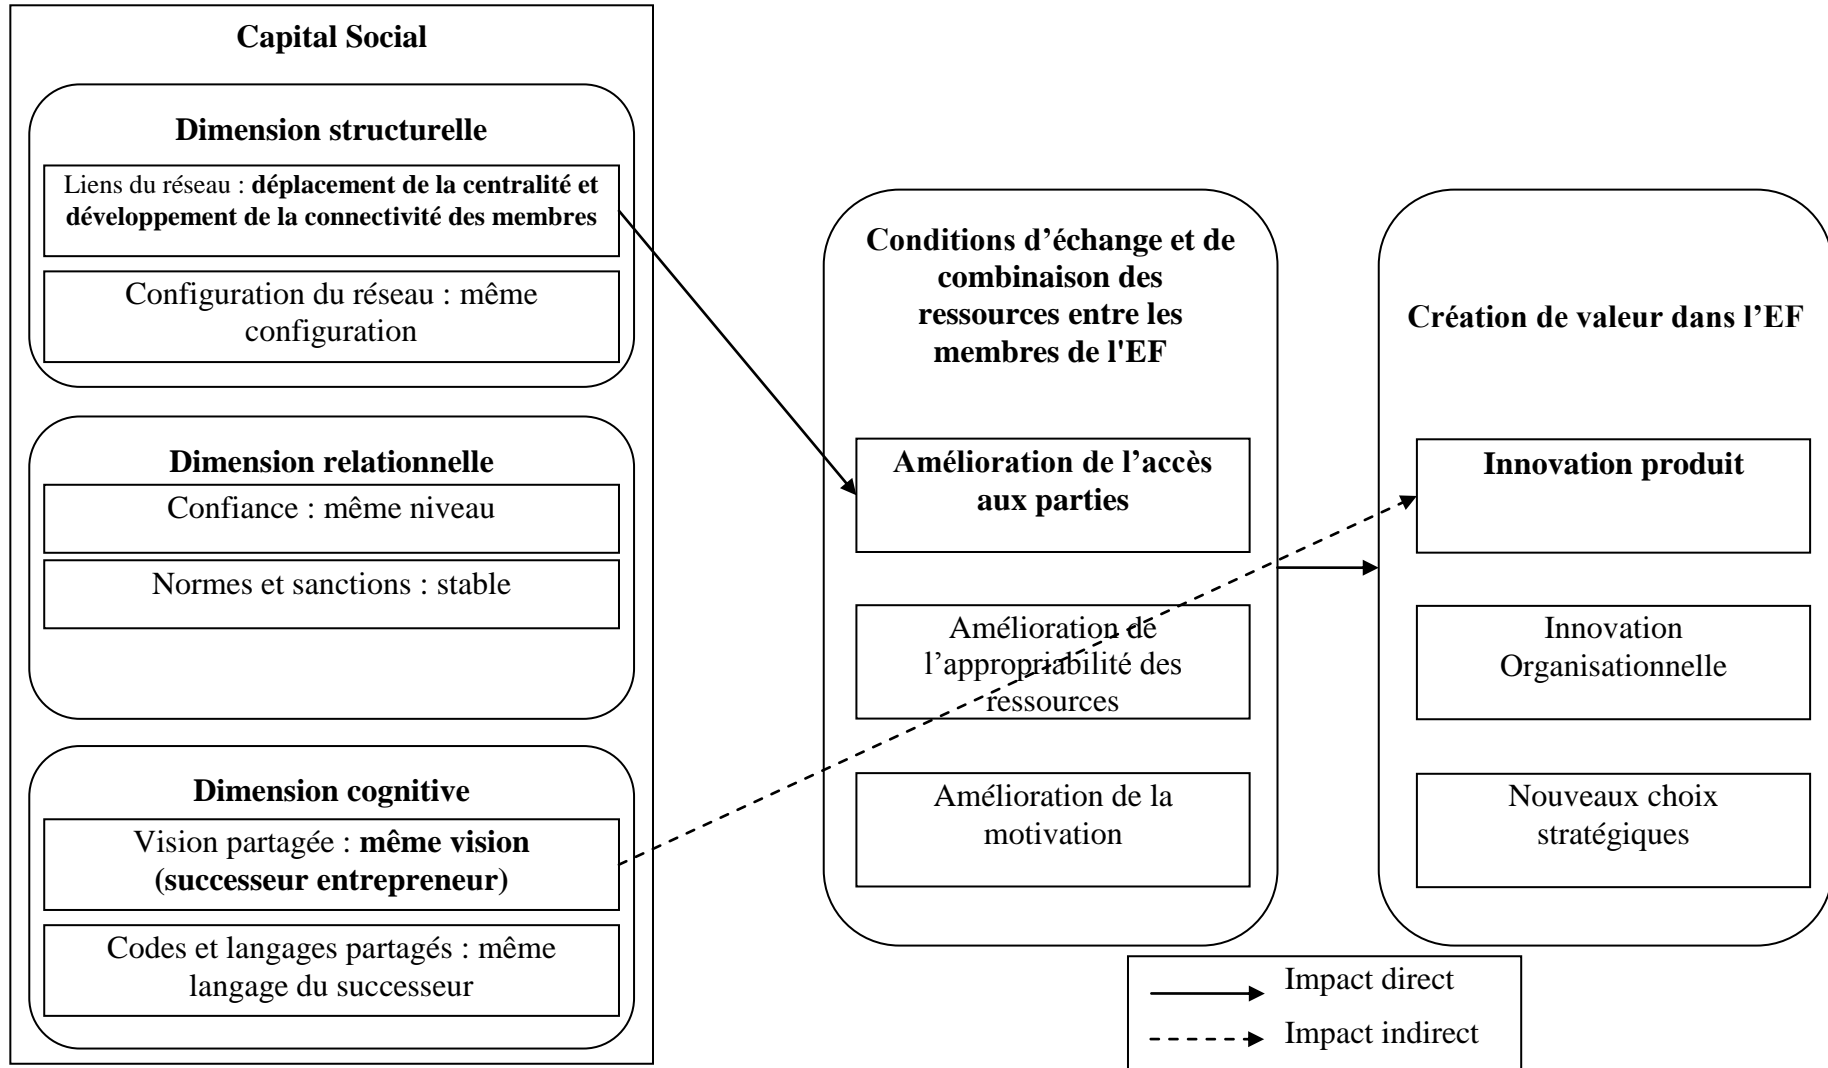 Capital Social
Dimension structurelle
Liens du réseau : déplacement de la centralité et
développement de la connectivité des membres
Configuration du réseau : même
configuration
Dimension relationnelle
Confiance : même niveau
Normes et sanctions : stable
Dimension cognitive
Vision partagée : même vision
(successeur entrepreneur)
Codes et langages partagés : même
langage du successeur
Conditions d’échange et de
combinaison des
ressources entre les
membres de l'EF
Amélioration de l’accès
aux parties
Amélioration de
l’appropriabilité des
ressources
Amélioration de la
motivation
Création de valeur dans l’EF
Innovation produit
Innovation
Organisationnelle
Nouveaux choix
stratégiques
Impact direct
Impact indirect